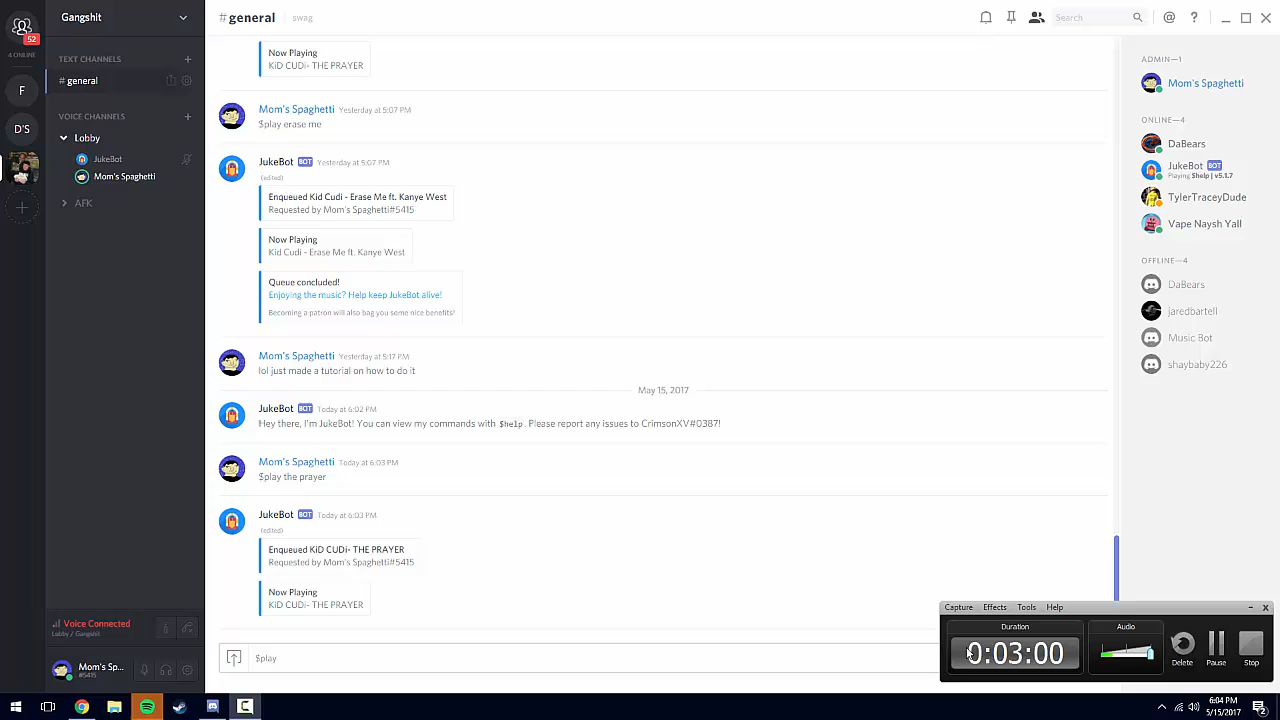 Gangshit
# general
swag
Search
52
4 ONLINE
TEXT CHANNELS
# general
F
D'S
VOICE CHANNELS
Lobby
JukeBot
Mom's Spaghetti
AFK
Now Playing
KiD CUDi- THE PRAYER
Mom's Spaghetti Yesterday at 5:07 PM
$play erase me
JukeBot BOT Yesterday at 5:07 PM
(edited)
Enqueued Kid Cudi - Erase Me ft. Kanye West
Requested by Mom's Spaghetti#5415
Now Playing
Kid Cudi - Erase Me ft. Kanye West
Queue concluded!
Enjoying the music? Help keep JukeBot alive!
Becoming a patron will also bag you some nice benefits!
Mom's Spaghetti Yesterday at 5:17 PM
lol just made a tutorial on how to do it
May 15, 2017
JukeBot BOT Today at 6:02 PM
Hey there, I'm JukeBot! You can view my commands with $help. Please report any issues to CrimsonXV#0387!
Mom's Spaghetti Today at 6:03 PM
$play the prayer
JukeBot BOT Today at 6:03 PM
(edited)
Enqueued KiD CUDi- THE PRAYER
Requested by Mom's Spaghetti#5415
Now Playing
KiD CUDi- THE PRAYER
$play
ADMIN—1
Mom's Spaghetti
ONLINE—4
DaBears
JukeBot BOT
Playing $help | v5.1.7
TylerTraceyDude
Vape Naysh Yall
OFFLINE—4
DaBears
jaredbartell
Music Bot
shaybaby226
Voice Connected
Lobby / Gangshit
Mom's Sp...
#5415
Capture Effects Tools Help
Duration
0:03:00
Audio
Delete
Pause
Stop
6:04 PM
5/15/2017
2